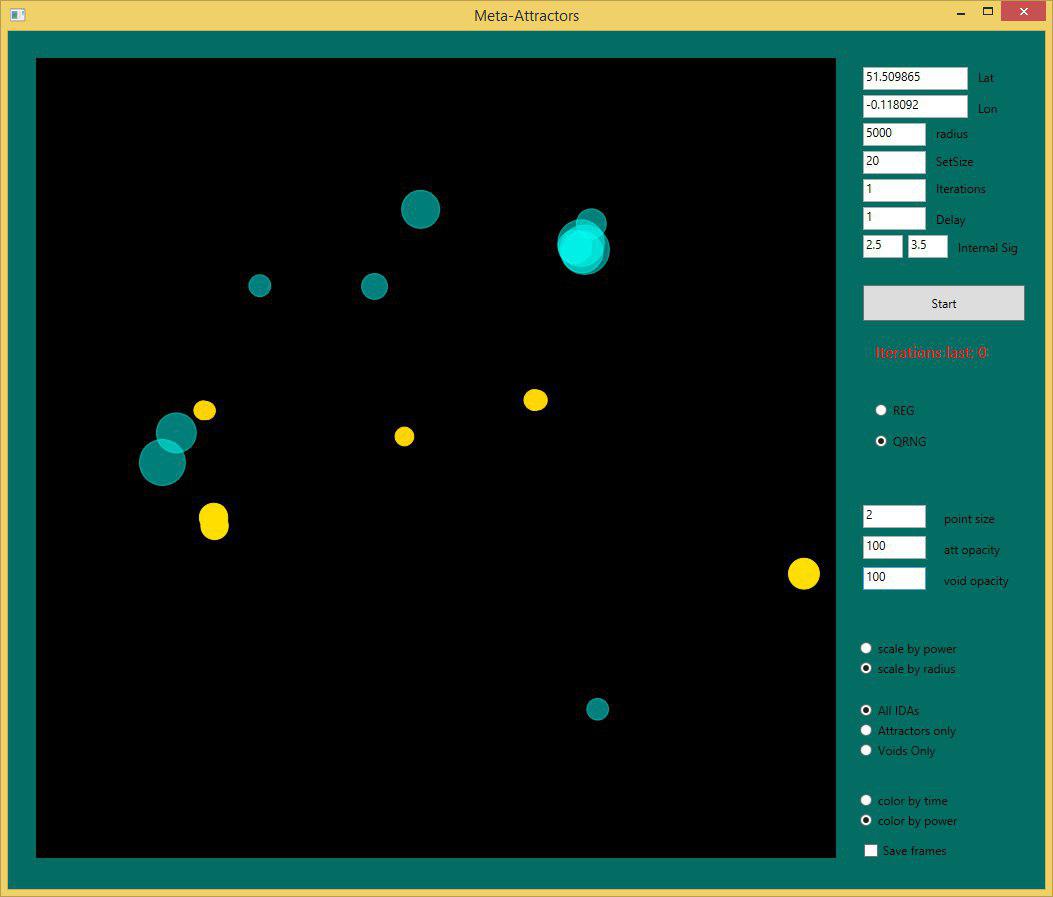 Meta-Attractors
51.509865 Lat
-0.118092 Lon
5000 radius
20 SetSize
1 Iterations
1 Delay
2.5 3.5 Internal Sig
Start
Iterations last: 0
REG
QRNG
2 point size
100 att opacity
100 void opacity
scale by power
scale by radius
All IDAs
Attractors only
Voids Only
color by time
color by power
Save frames